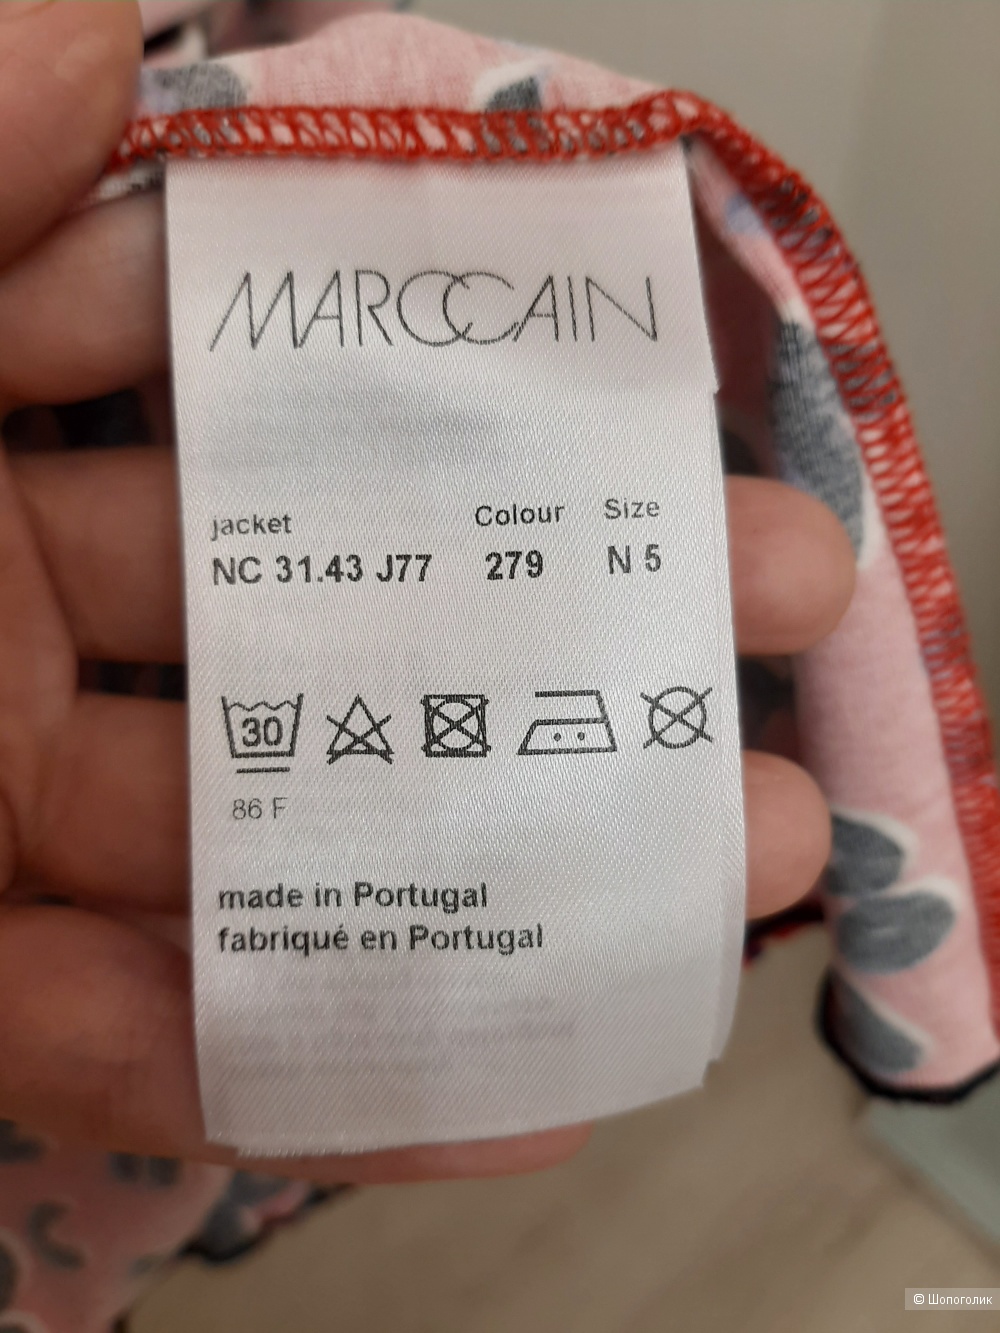 MARCCAIN
jacket Colour Size
NC 31.43 J77 279 N 5
30
86 F
made in Portugal
fabriqué en Portugal
© Шопоголик